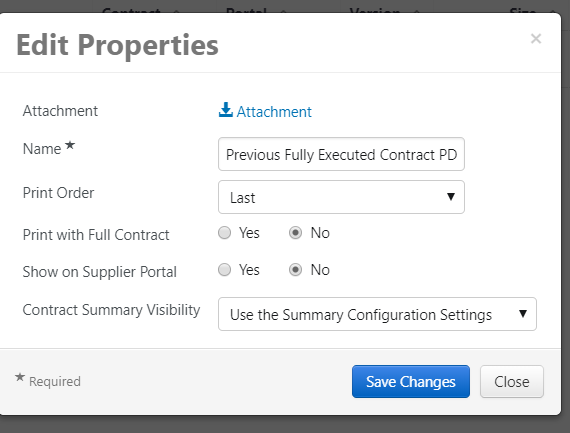 Contract Portal Version Size
Edit Properties ×
Attachment Attachment
Name ★ Previous Fully Executed Contract PD
Print Order Last
Print with Full Contract Yes No
Show on Supplier Portal Yes No
Contract Summary Visibility Use the Summary Configuration Settings
★ Required Save Changes Close